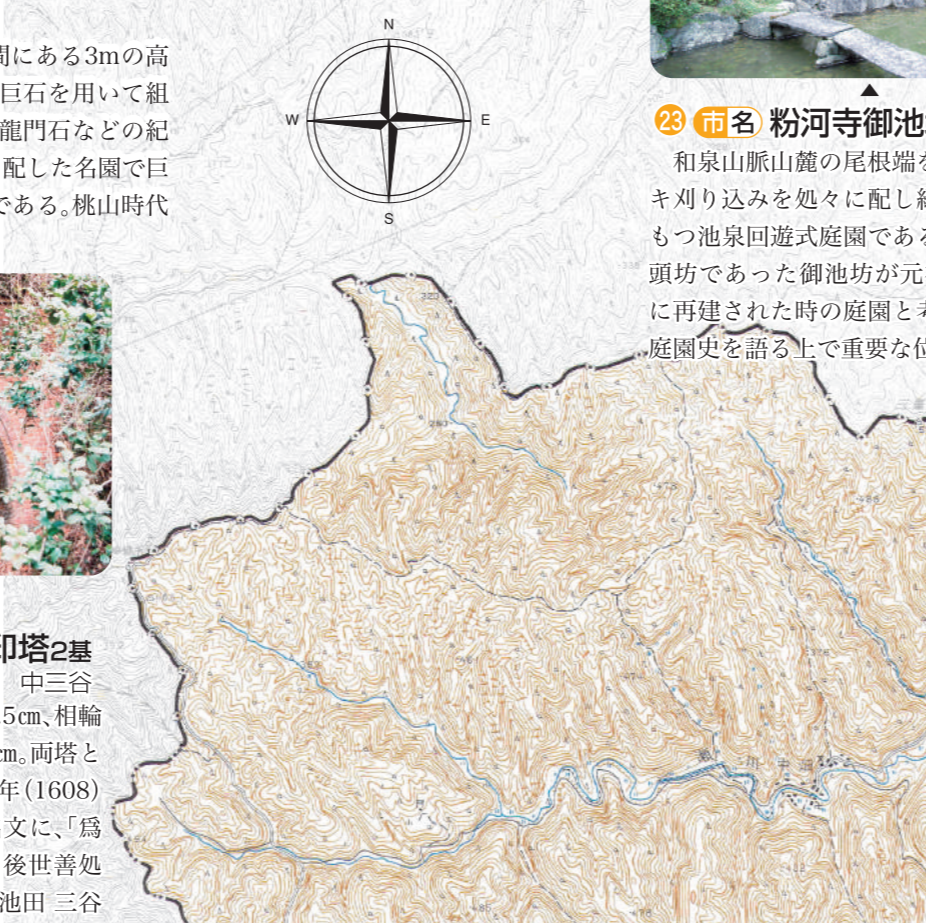 間にある3mの高
巨石を用いて組
龍門石などの紀
配した名園で巨
である。桃山時代
N
W
E
S
23 市名 粉河寺御池
和泉山脈山麓の尾根端を
キ刈り込みを処々に配し
もつ池泉回遊式庭園である
頭坊であった御池坊が元
に再建された時の庭園と考
庭園史を語る上で重要な位
印塔2基
中三谷
5㎝、相輪
㎝。両塔と
年(1608)
文に、「爲
後世善処
池田 三谷